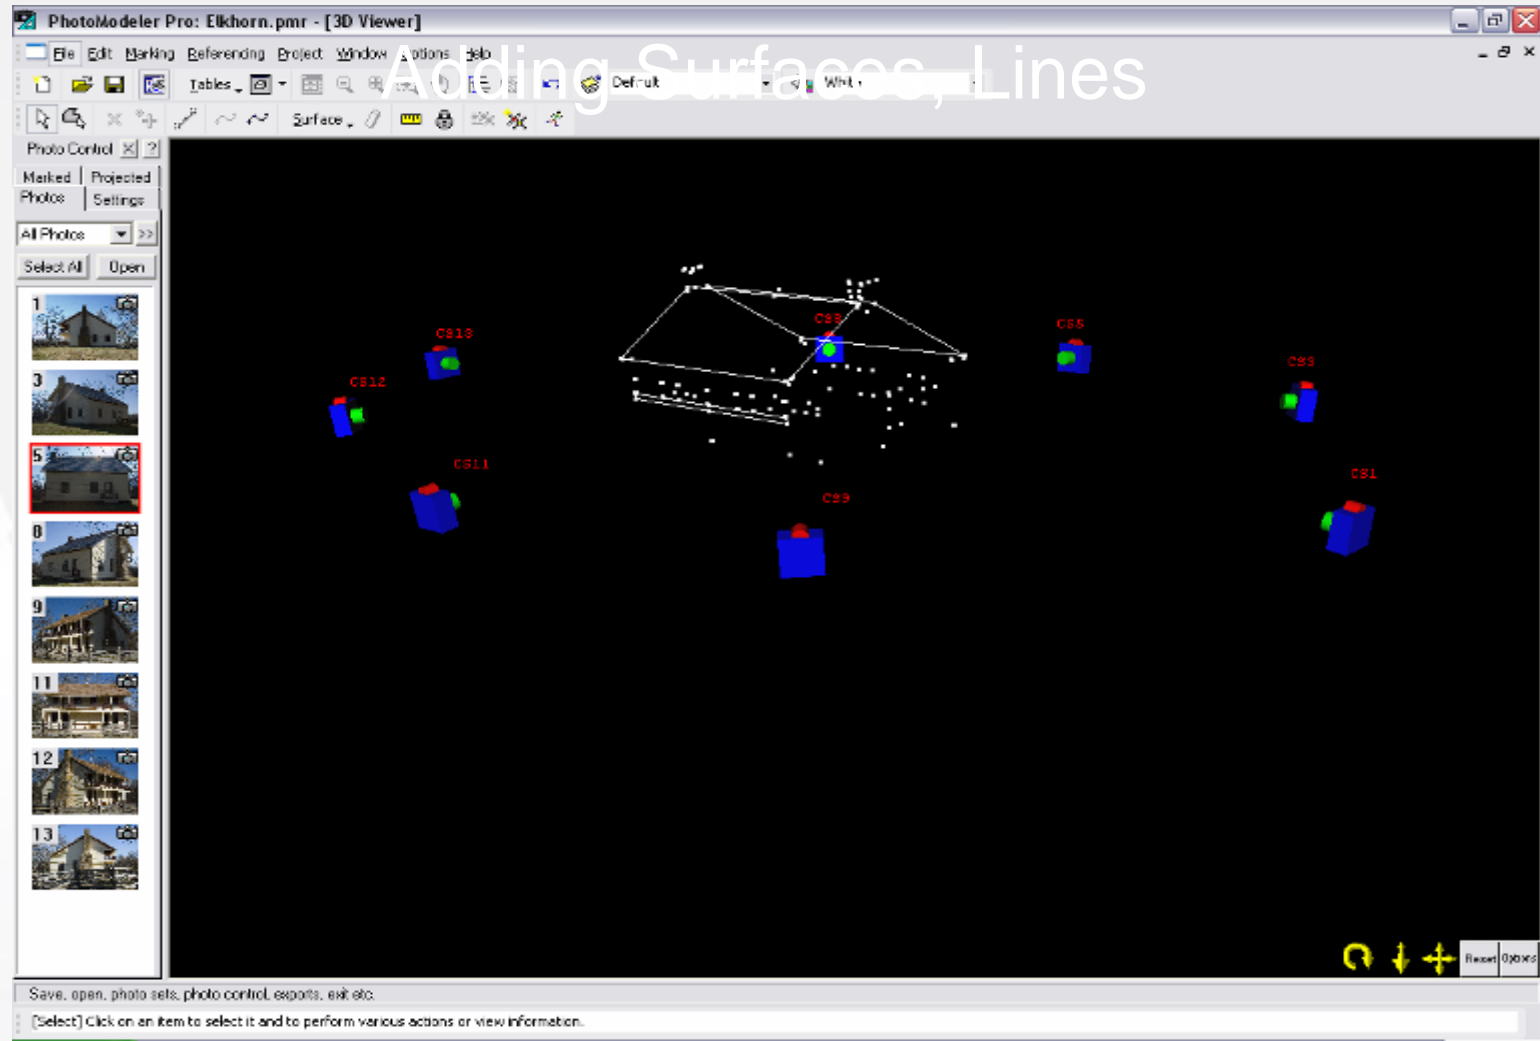 PhotoModeler Pro: Elkhorn.pmr - [3D Viewer]
File Edit Marking Referencing Project Window Options Help
Adding Surfaces, Lines
Tables Default White
Surface
Photo Control
Marked Projected
Photos Settings
All Photos >>
Select All Open
1
3
5
8
9
11
12
13
CS13
CS12
CS11
CS8
CS9
CS5
CS3
CS1
Reset Options
Save, open, photo sets, photo control, exports, exit etc.
[Select] Click on an item to select it and to perform various actions or view information.